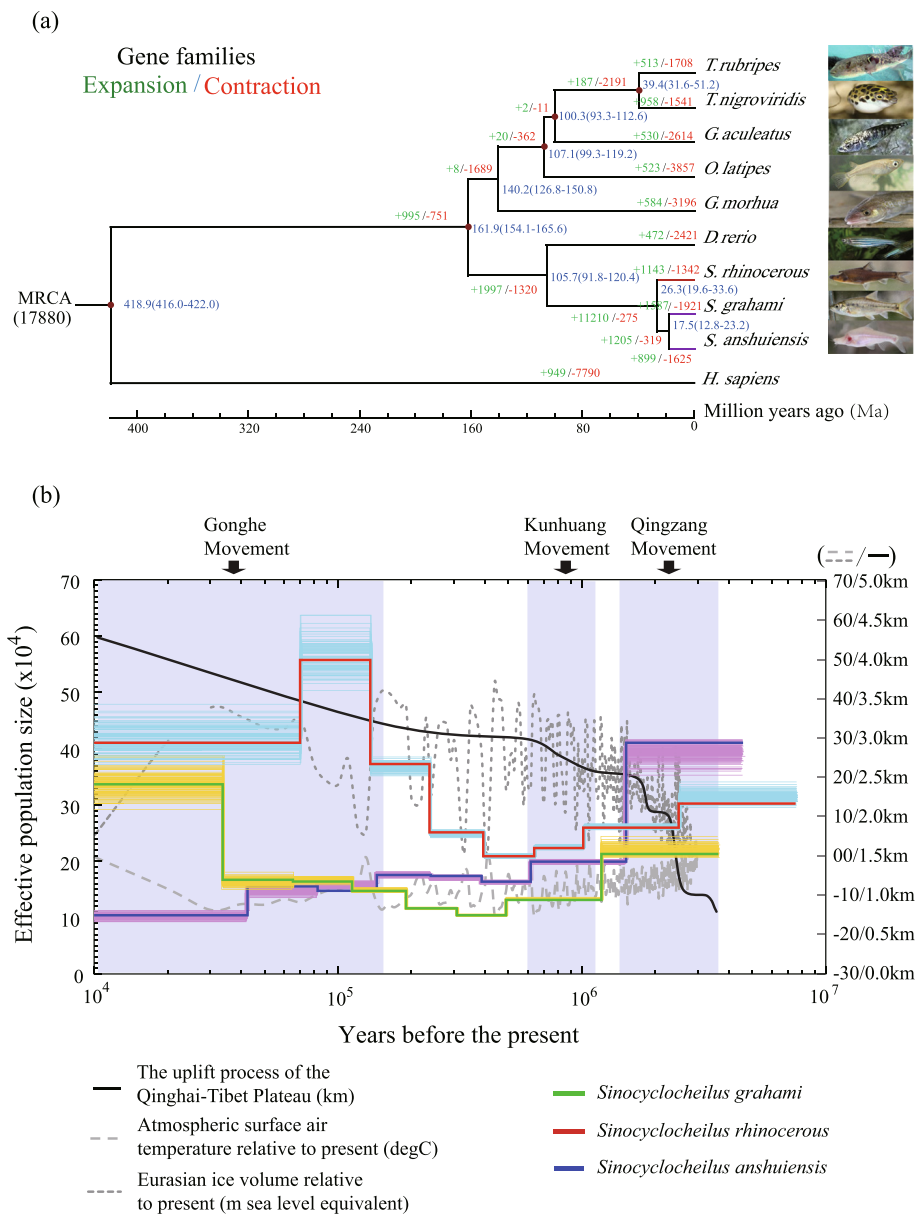 (a)
Gene families
Expansion / Contraction
+513/-1708
T. rubripes
+187/-2191
39.4(31.6-51.2)
+958/-1541
T. nigroviridis
+2/-11
100.3(93.3-112.6)
+530/-2614
G. aculeatus
+20/-362
107.1(99.3-119.2)
+523/-3857
O. latipes
+8/-1689
140.2(126.8-150.8)
+584/-3196
G. morhua
+995/-751
161.9(154.1-165.6)
+472/-2421
D. rerio
105.7(91.8-120.4)
+1143/-1342
S. rhinocerous
+1997/-1320
26.3(19.6-33.6)
MRCA
(17880)
418.9(416.0-422.0)
+1587/-1921
S. grahami
+11210/-275
17.5(12.8-23.2)
+1205/-319
S. anshuiensis
+899/-1625
+949/-7790
H. sapiens
400 320 240 160 80 0
Million years ago (Ma)
(b)
Gonghe
Movement
Kunhuang
Movement
Qingzang
Movement
( / )
70 60 50 40 30 20 10 0
Effective population size (x10⁴)
70/5.0km
60/4.5km
50/4.0km
40/3.5km
30/3.0km
20/2.5km
10/2.0km
00/1.5km
-10/1.0km
-20/0.5km
-30/0.0km
10⁴ 10⁵ 10⁶ 10⁷
Years before the present
The uplift process of the
Qinghai-Tibet Plateau (km)
Atmospheric surface air
temperature relative to present (degC)
Eurasian ice volume relative
to present (m sea level equivalent)
Sinocyclocheilus grahami
Sinocyclocheilus rhinocerous
Sinocyclocheilus anshuiensis